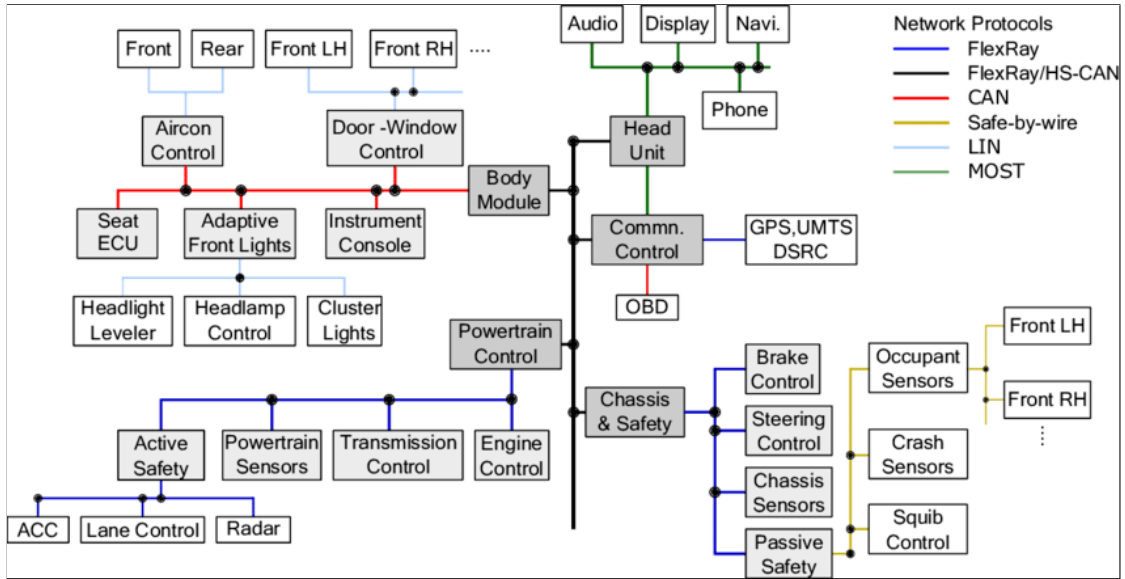 Audio
Display
Navi.
Phone
Network Protocols
FlexRay
FlexRay/HS-CAN
CAN
Safe-by-wire
LIN
MOST
Front
Rear
Front LH
Front RH
....
Aircon
Control
Door -Window
Control
Head
Unit
Body
Module
Seat
ECU
Adaptive
Front Lights
Instrument
Console
Commn.
Control
GPS,UMTS
DSRC
OBD
Headlight
Leveler
Headlamp
Control
Cluster
Lights
Powertrain
Control
Chassis
& Safety
Brake
Control
Steering
Control
Chassis
Sensors
Passive
Safety
Occupant
Sensors
Crash
Sensors
Squib
Control
Front LH
Front RH
....
Active
Safety
Powertrain
Sensors
Transmission
Control
Engine
Control
ACC
Lane Control
Radar